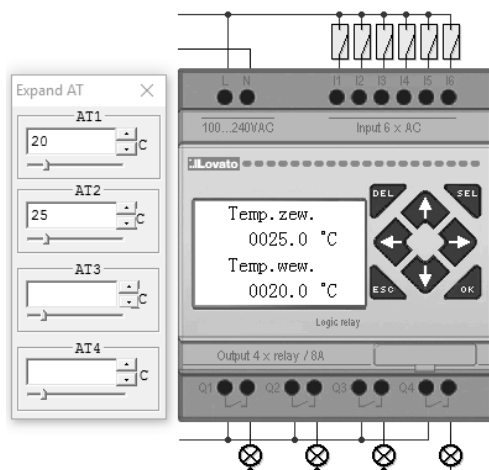 Expand AT
AT1
20
C
AT2
25
C
AT3
C
AT4
C
L N I1 I2 I3 I4 I5 I6
100...240VAC Input 6 x AC
Lovato
Temp.zew.
0025.0 °C
Temp.wew.
0020.0 °C
DEL SEL
ESC OK
Logic relay
Output 4 x relay / 8A
Q1 Q2 Q3 Q4